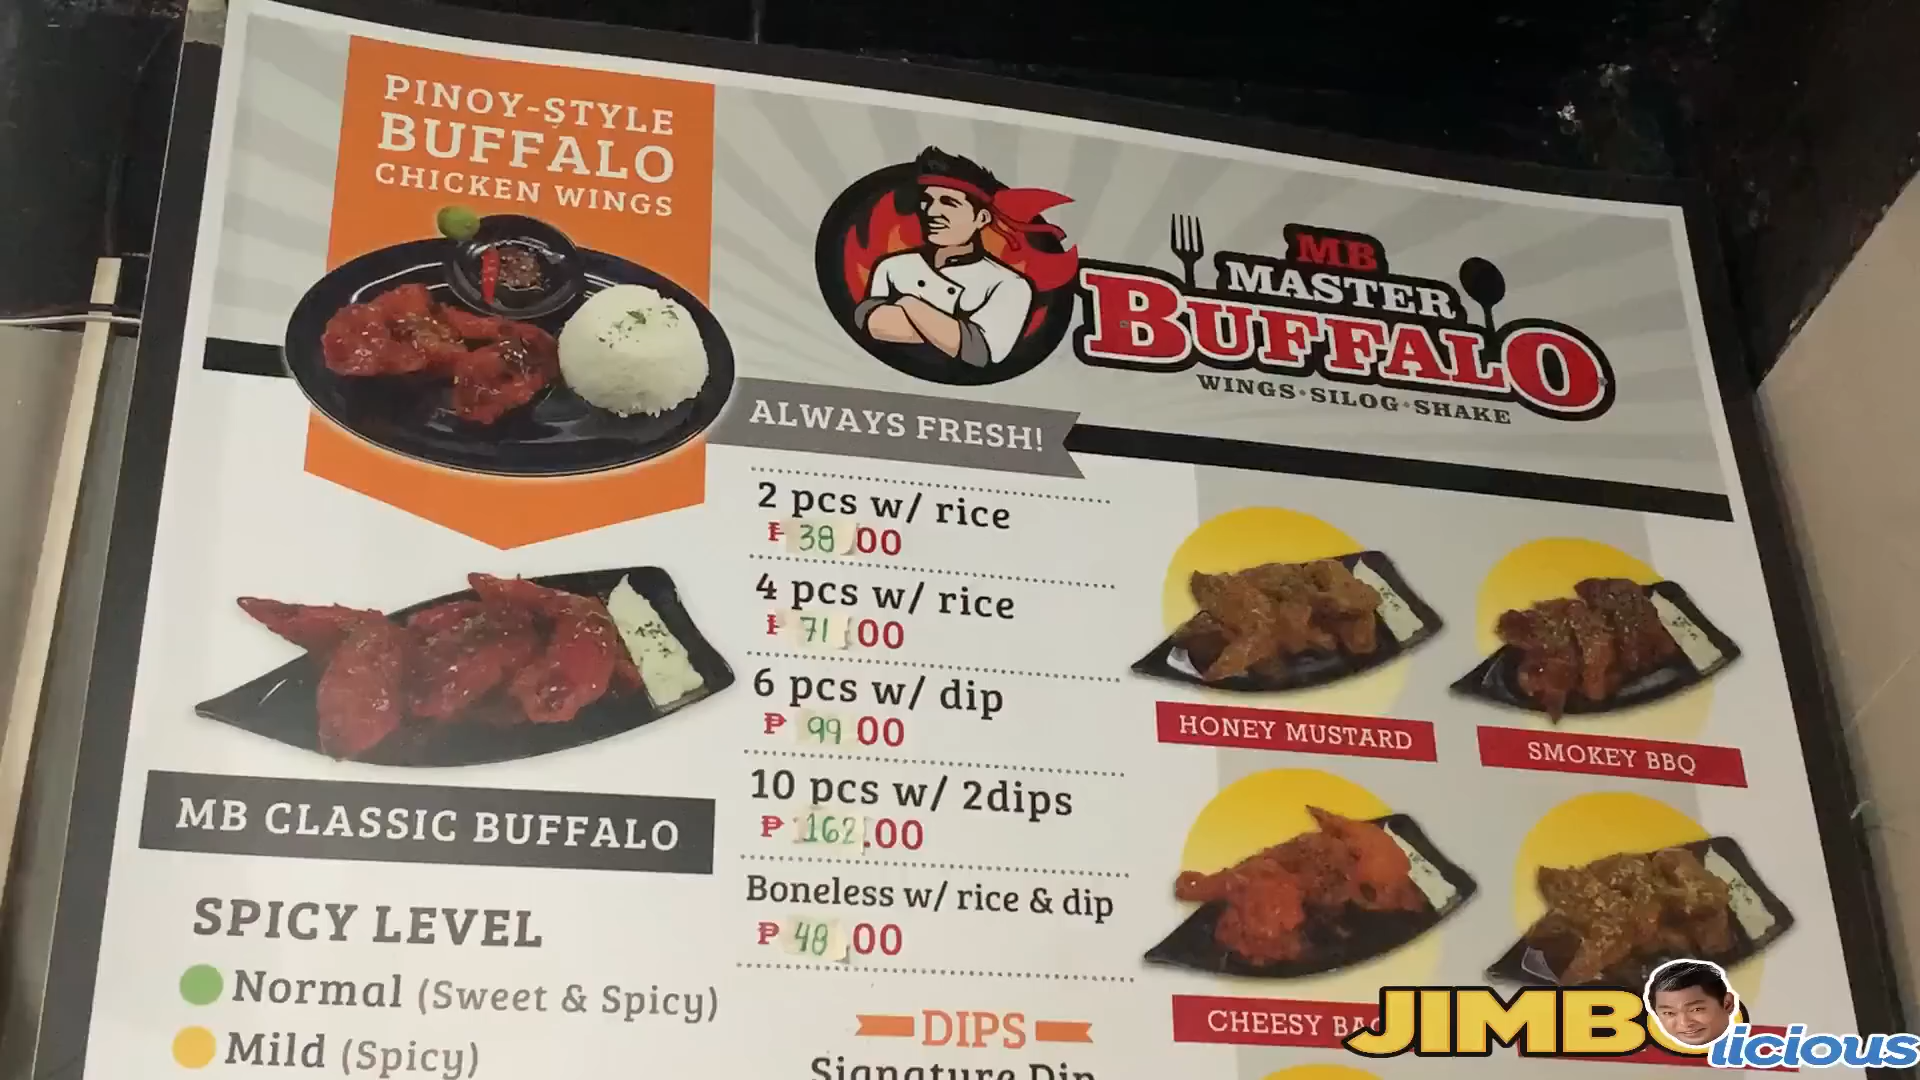 PINOY-STYLE
BUFFALO
CHICKEN WINGS
MB
MASTER
BUFFALO
WINGS·SILOG·SHAKE
ALWAYS FRESH!
2 pcs w/ rice
₱ 38.00
4 pcs w/ rice
₱ 71.00
6 pcs w/ dip
₱ 99.00
10 pcs w/ 2dips
₱ 162.00
Boneless w/ rice & dip
₱ 48.00
DIPS
Signature Dip
MB CLASSIC BUFFALO
SPICY LEVEL
Normal (Sweet & Spicy)
Mild (Spicy)
HONEY MUSTARD
SMOKEY BBQ
CHEESY
JIMBO
licious